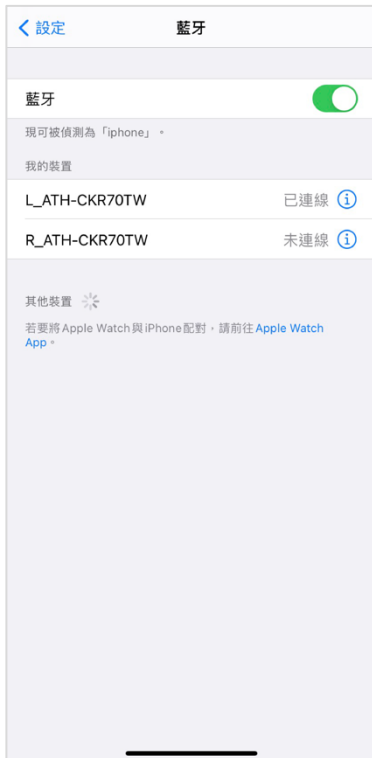 設定
藍牙
藍牙
現可被偵測為「iphone」。
我的裝置
L_ATH-CKR70TW 已連線
R_ATH-CKR70TW 未連線
其他裝置
若要將 Apple Watch 與 iPhone 配對，請前往 Apple Watch
App。